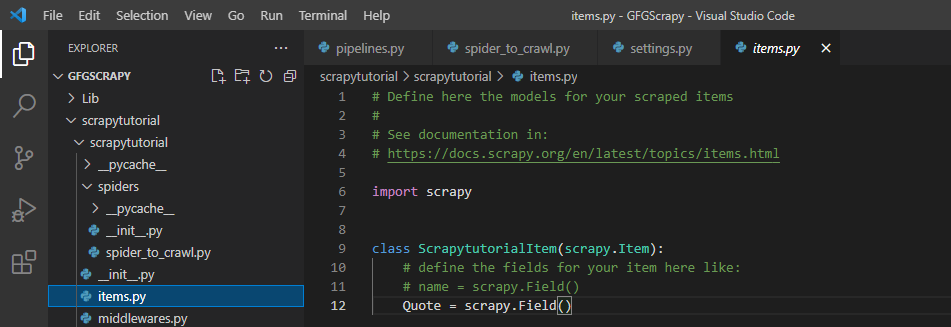 File Edit Selection View Go Run Terminal Help items.py - GFGScrapy - Visual Studio Code
EXPLORER ···
pipelines.py spider_to_crawl.py settings.py items.py
GFGSCRAPY
scrapytutorial > scrapytutorial > items.py
Lib
scrapytutorial
scrapytutorial
__pycache__
spiders
__pycache__
__init__.py
spider_to_crawl.py
__init__.py
items.py
middlewares.py
1 # Define here the models for your scraped items
2 #
3 # See documentation in:
4 # https://docs.scrapy.org/en/latest/topics/items.html
5
6 import scrapy
7
8
9 class ScrapytutorialItem(scrapy.Item):
10 # define the fields for your item here like:
11 # name = scrapy.Field()
12 Quote = scrapy.Field()